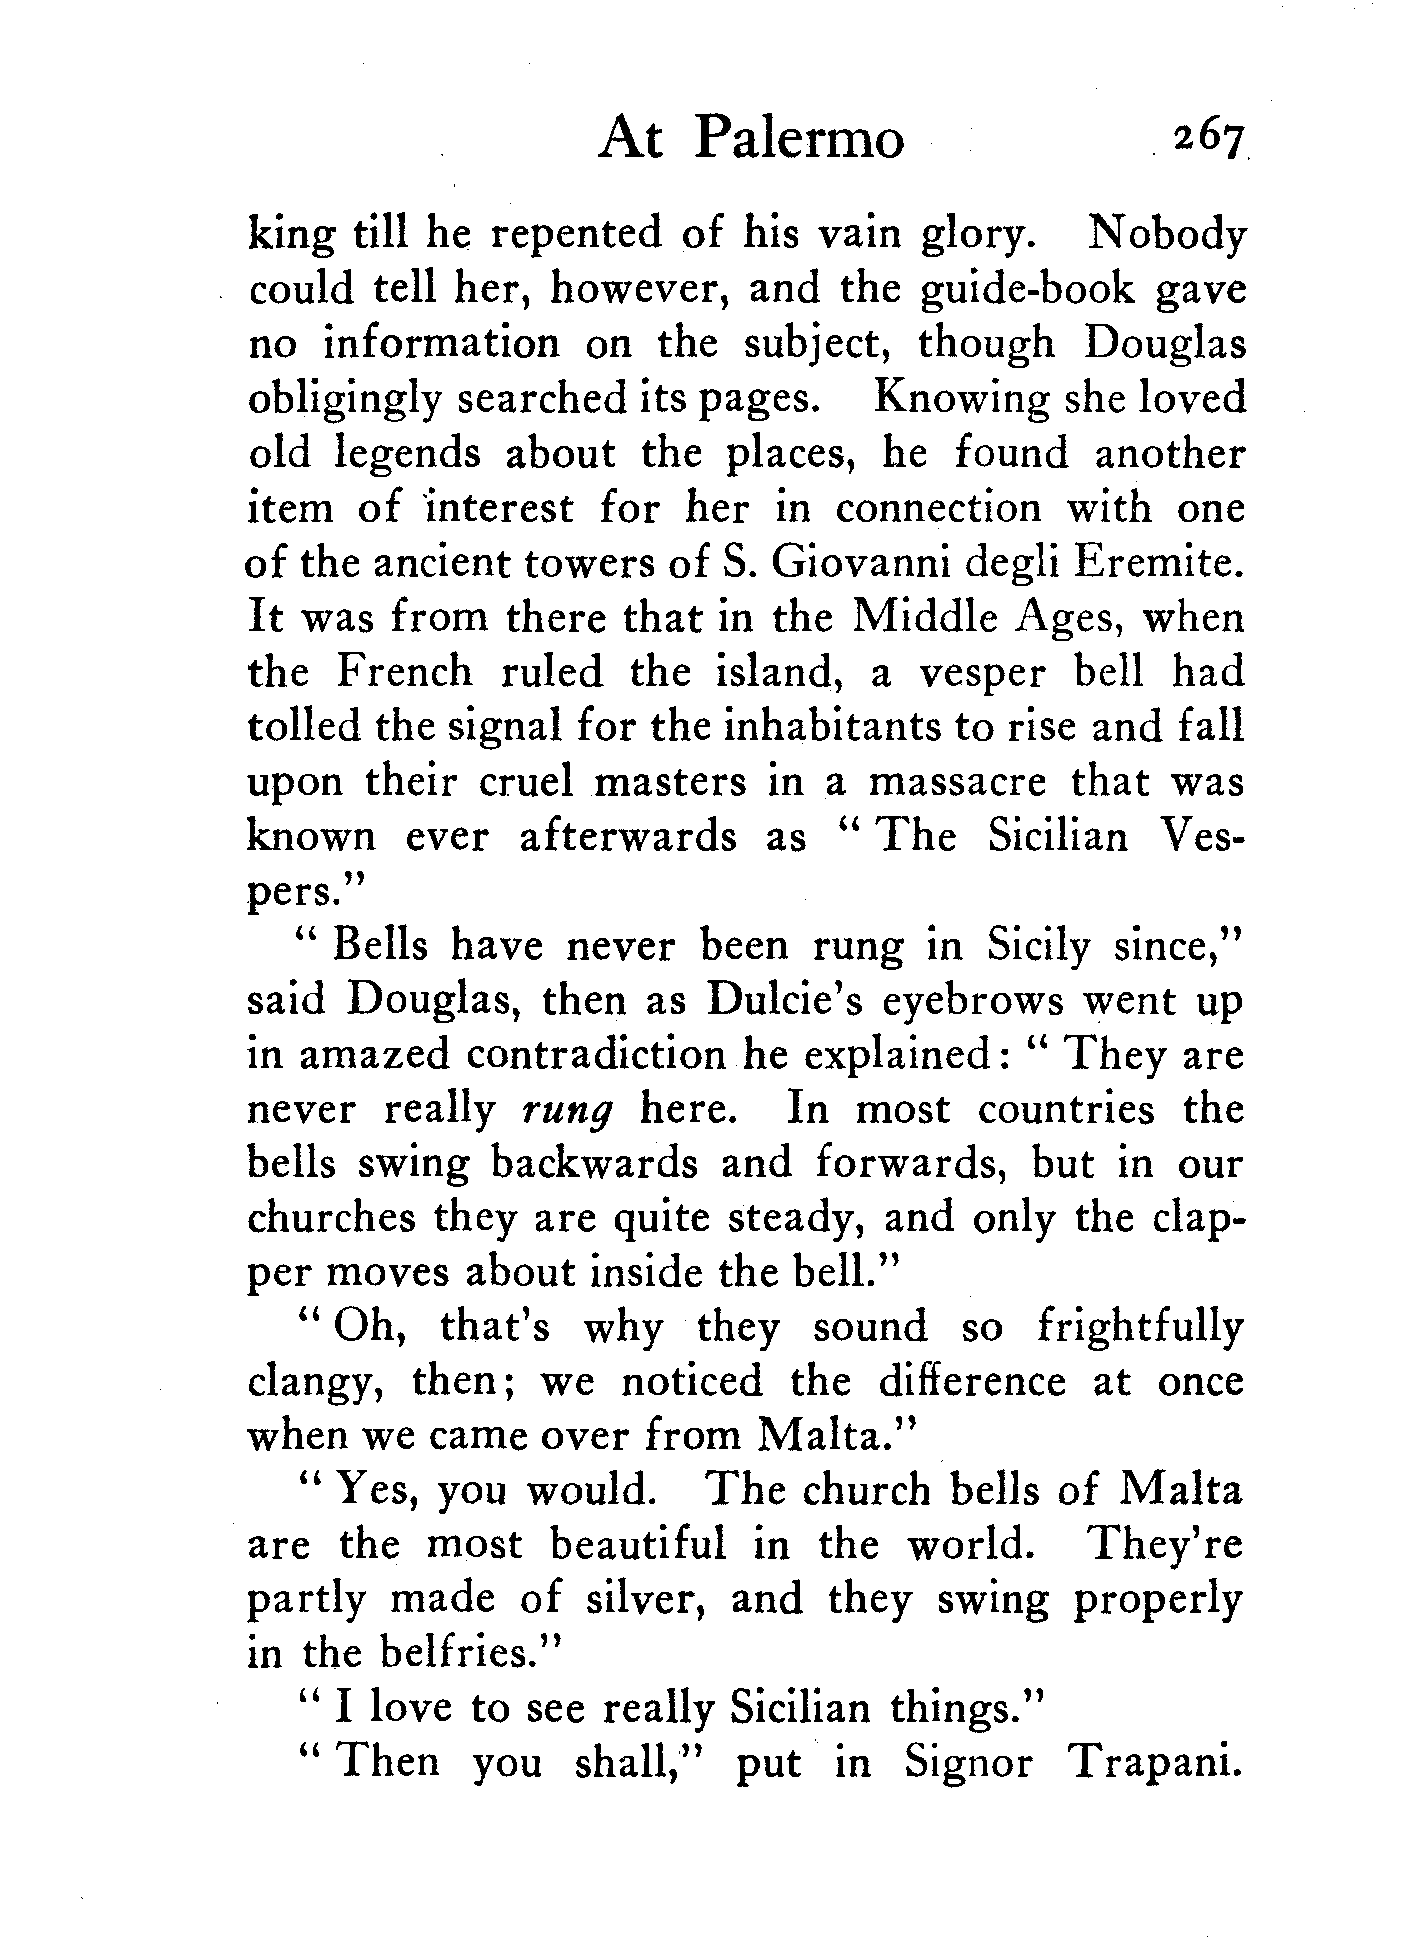 At Palermo 267
king till he repented of his vain glory. Nobody
could tell her, however, and the guide-book gave
no information on the subject, though Douglas
obligingly searched its pages. Knowing she loved
old legends about the places, he found another
item of interest for her in connection with one
of the ancient towers of S. Giovanni degli Eremite.
It was from there that in the Middle Ages, when
the French ruled the island, a vesper bell had
tolled the signal for the inhabitants to rise and fall
upon their cruel masters in a massacre that was
known ever afterwards as “ The Sicilian Ves-
pers.”
“ Bells have never been rung in Sicily since,”
said Douglas, then as Dulcie's eyebrows went up
in amazed contradiction he explained: “ They are
never really rung here. In most countries the
bells swing backwards and forwards, but in our
churches they are quite steady, and only the clap-
per moves about inside the bell.”
“ Oh, that's why they sound so frightfully
clangy, then; we noticed the difference at once
when we came over from Malta.”
“ Yes, you would. The church bells of Malta
are the most beautiful in the world. They're
partly made of silver, and they swing properly
in the belfries.”
“ I love to see really Sicilian things.”
“ Then you shall,” put in Signor Trapani.